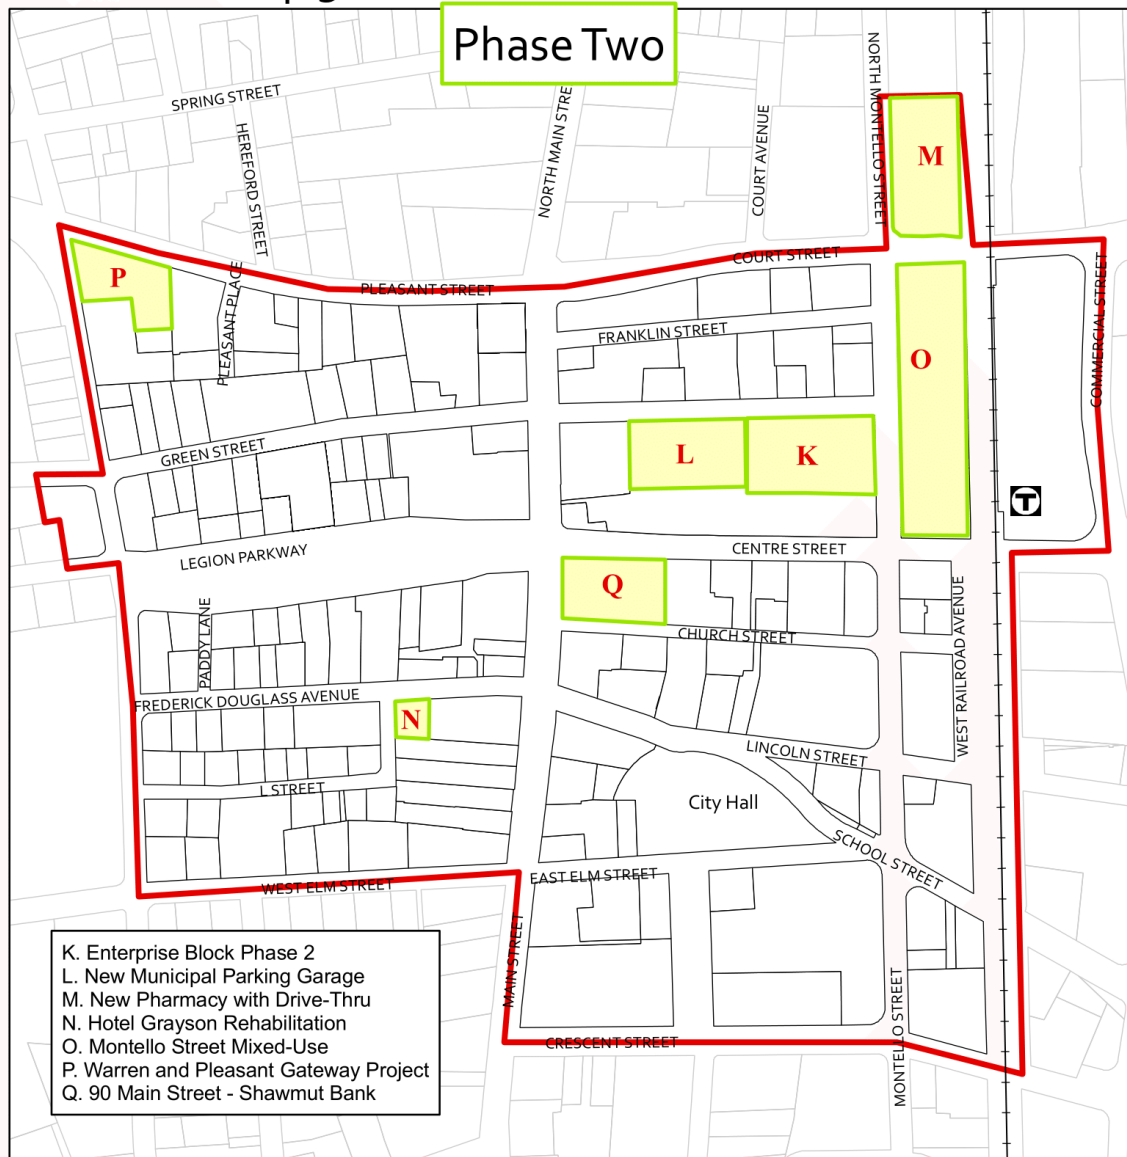 Phase Two
SPRING STREET
HEREFORD STREET
NORTH MAIN STRE
COURT AVENUE
NORTH MONTELLO STREET
M
COURT STREET
P
PLEASANT STREET
PLEASANT PLACE
FRANKLIN STREET
COMMERCIAL STREET
O
GREEN STREET
L
K
T
LEGION PARKWAY
CENTRE STREET
Q
PADDY LANE
CHURCH STREET
WEST RAILROAD AVENUE
FREDERICK DOUGLASS AVENUE
N
LINCOLN STREET
L STREET
City Hall
SCHOOL STREET
WEST ELM STREET
EAST ELM STREET
MAIN STREET
MONTELLO STREET
CRESCENT STREET
K. Enterprise Block Phase 2
L. New Municipal Parking Garage
M. New Pharmacy with Drive-Thru
N. Hotel Grayson Rehabilitation
O. Montello Street Mixed-Use
P. Warren and Pleasant Gateway Project
Q. 90 Main Street - Shawmut Bank